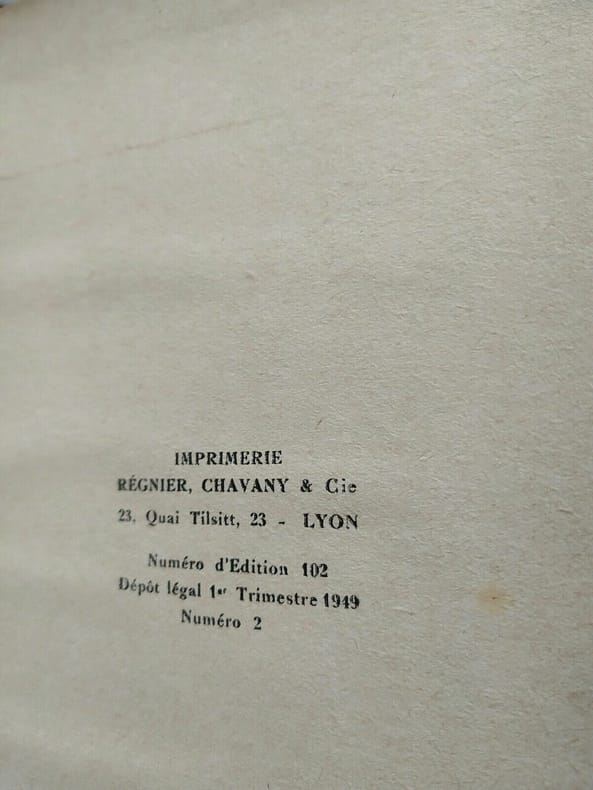 IMPRIMERIE
RÉGNIER, CHAVANY & Cie
23, Quai Tilsitt, 23 - LYON
Numéro d'Edition 102
Dépôt légal 1er Trimestre 1949
Numéro 2